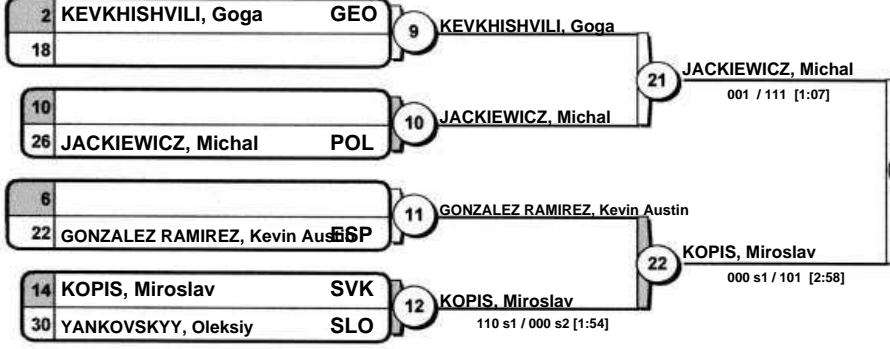 2 KEVKHISHVILI, Goga GEO
18
9 KEVKHISHVILI, Goga
10
26 JACKIEWICZ, Michal POL
10 JACKIEWICZ, Michal
21 JACKIEWICZ, Michal
001 / 111 [1:07]
6
22 GONZALEZ RAMIREZ, Kevin Austin ESP
11 GONZALEZ RAMIREZ, Kevin Austin
14 KOPIS, Miroslav SVK
30 YANKOVSKYY, Oleksiy SLO
12 KOPIS, Miroslav
110 s1 / 000 s2 [1:54]
22 KOPIS, Miroslav
000 s1 / 101 [2:58]